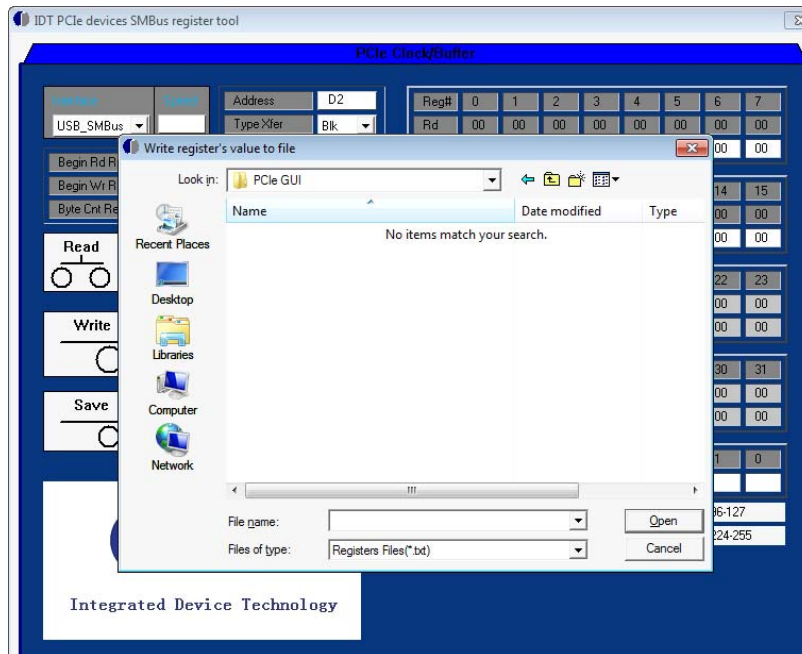 IDT PCIe devices SMBus register tool
PCIe Clock/Buffer
Interface Speed
USB_SMBus
Address D2
Type Xfer Blk
Reg# 0 1 2 3 4 5 6 7
Rd 00 00 00 00 00 00 00 00
00 00
Begin Rd R
Begin Wr R
Byte Cnt Re
14 15
00 00
00 00
22 23
00 00
00 00
30 31
00 00
00 00
1 0
96-127
224-255
Read
Write
Save
Write register's value to file
Look in: PCIe GUI
Name Date modified Type
No items match your search.
Recent Places
Desktop
Libraries
Computer
Network
File name: Open
Files of type: Registers Files(*.txt) Cancel
Integrated Device Technology